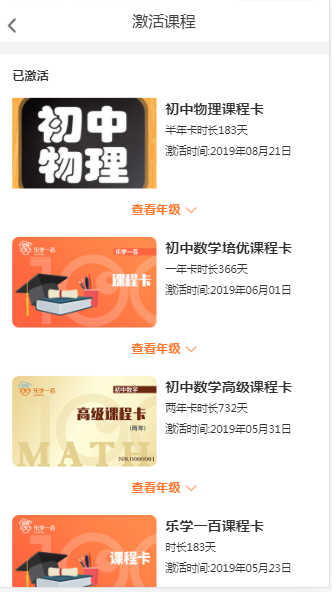 激活课程
已激活
初中
物理
初中物理课程卡
半年卡时长183天
激活时间:2019年08月21日
查看年级
乐学一百
乐学一百
课程卡
初中数学培优课程卡
一年卡时长366天
激活时间:2019年06月01日
查看年级
乐学一百
初中数学
高级课程卡
(两年)
MATH
NO.0000001
初中数学高级课程卡
两年卡时长732天
激活时间:2019年05月31日
查看年级
乐学一百
课程卡
乐学一百课程卡
时长183天
激活时间:2019年05月23日